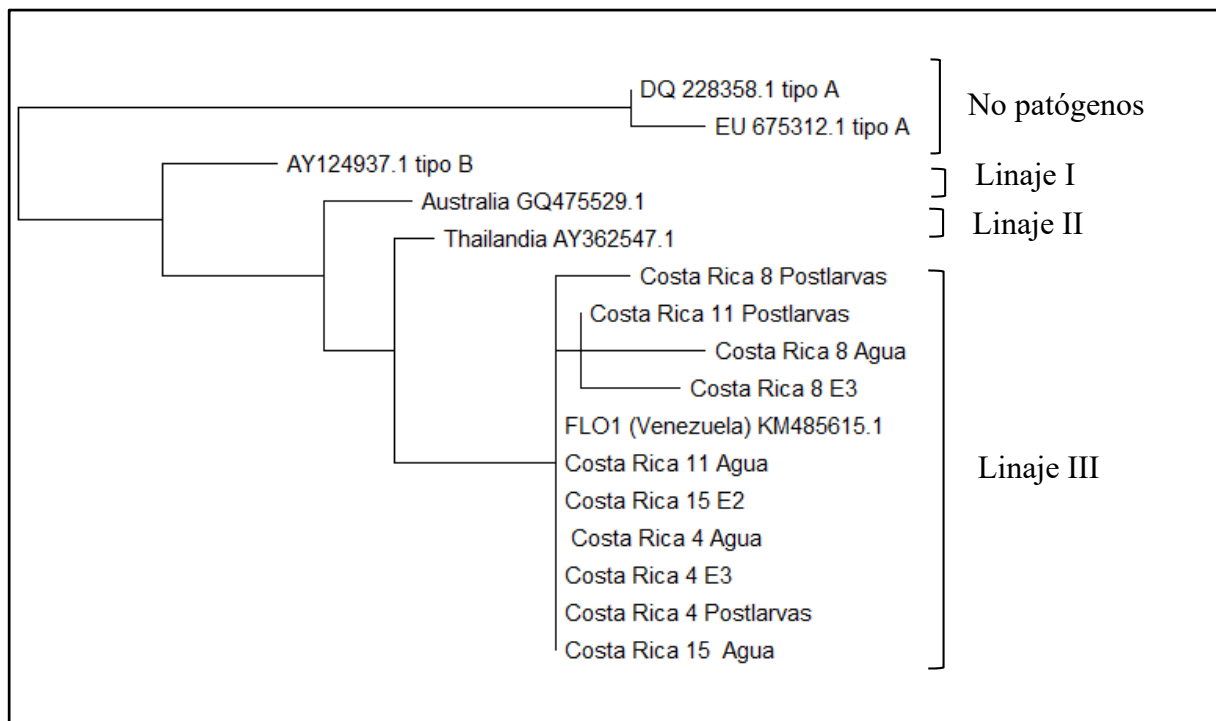 DQ 228358.1 tipo A
EU 675312.1 tipo A
No patógenos
AY124937.1 tipo B
Linaje I
Australia GQ475529.1
Linaje II
Thailandia AY362547.1
Costa Rica 8 Postlarvas
Costa Rica 11 Postlarvas
Costa Rica 8 Agua
Costa Rica 8 E3
FLO1 (Venezuela) KM485615.1
Costa Rica 11 Agua
Linaje III
Costa Rica 15 E2
Costa Rica 4 Agua
Costa Rica 4 E3
Costa Rica 4 Postlarvas
Costa Rica 15 Agua